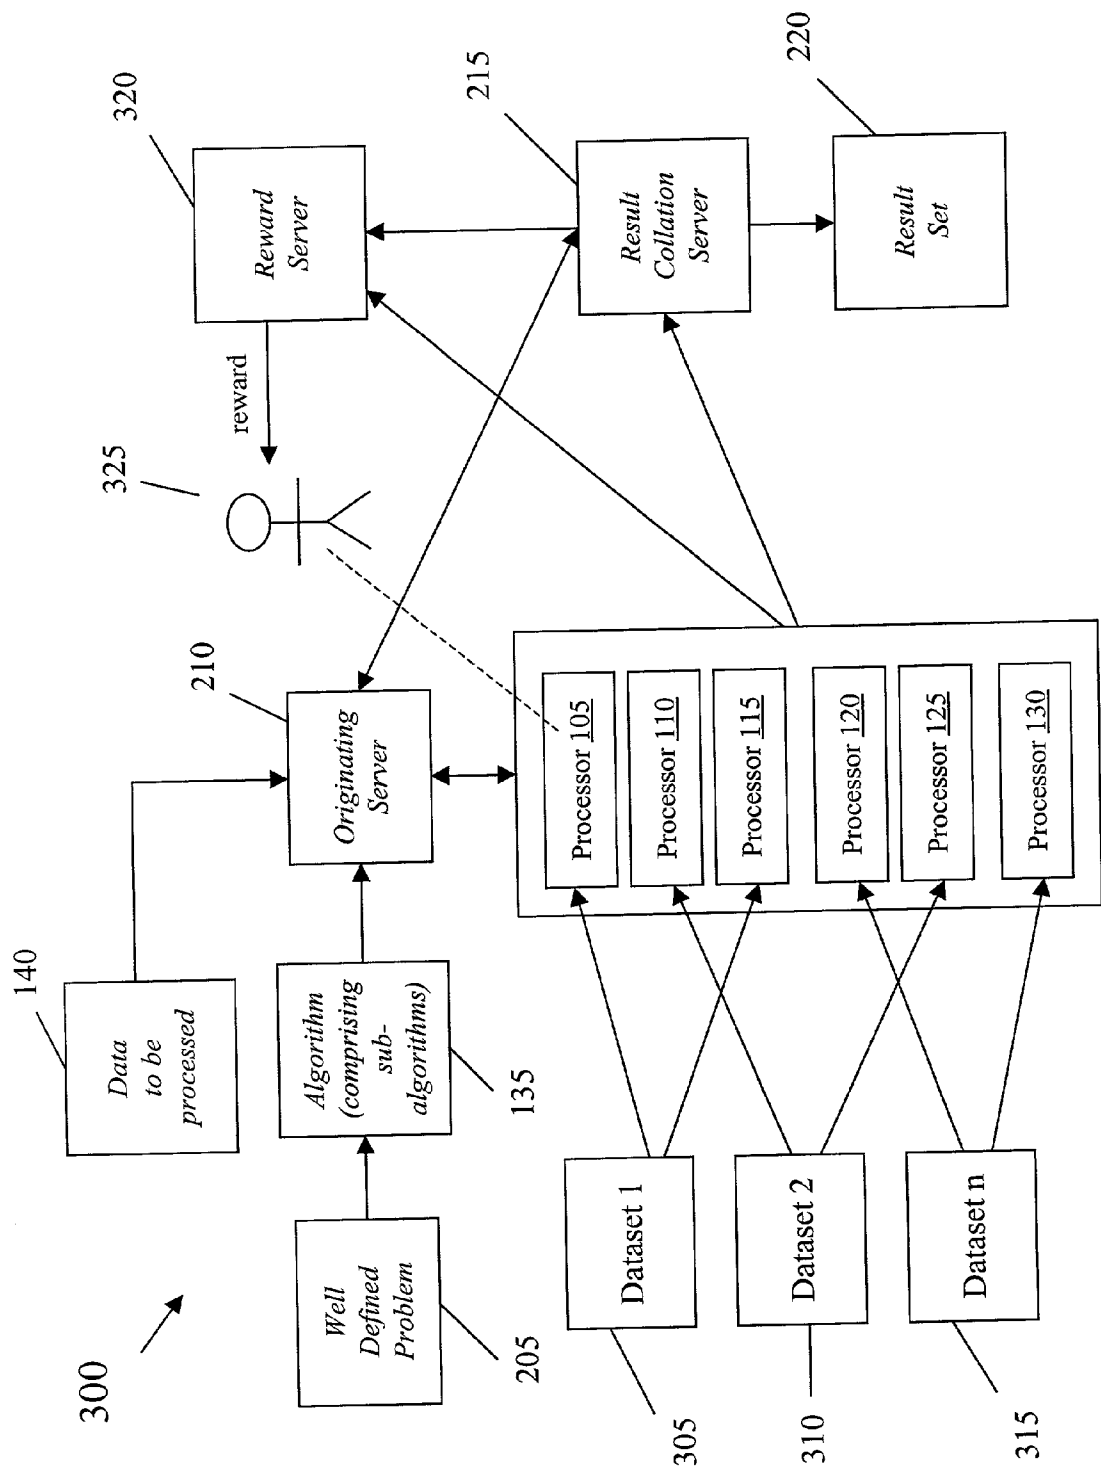 300
140
Data
to be
processed
210
325
reward
320
Reward
Server
Well
Defined
Problem
205
Algorithm
(comprising
sub-
algorithms)
135
Originating
Server
215
Result
Collation
Server
220
Result
Set
Dataset 1
305
Dataset 2
310
Dataset n
315
Processor 105
Processor 110
Processor 115
Processor 120
Processor 125
Processor 130